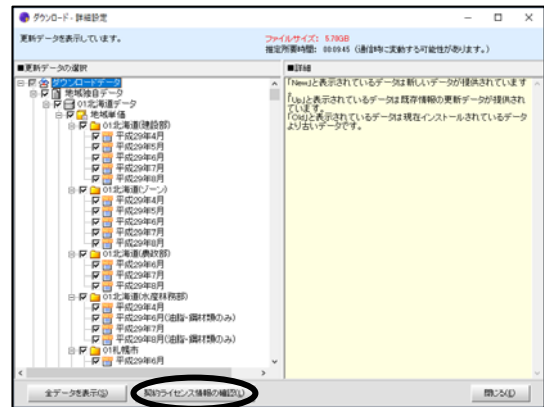 ダウンロード - 詳細設定
更新データを表示しています。
ファイルサイズ: 5.79GB
推定所要時間: 00:09:45 (通信時に変動する可能性があります。)
■更新データの選択
ダウンロードデータ
地域独自データ
01北海道データ
地域単価
01北海道(建設部)
平成29年4月
平成29年5月
平成29年6月
平成29年7月
平成29年8月
01北海道(ゾーン)
平成29年4月
平成29年5月
平成29年6月
平成29年7月
平成29年8月
01北海道(農政部)
平成29年6月
平成29年7月
平成29年8月
01北海道(水産林務部)
平成29年4月
平成29年6月(油脂・鋼材類のみ)
平成29年7月
平成29年8月(油脂・鋼材類のみ)
01札幌市
平成29年6月
■詳細
「New」と表示されているデータは新しいデータが提供されています
。
「Up」と表示されているデータは既存情報の更新データが提供され
ています。
「Old」と表示されているデータは現在インストールされているデータ
より古いデータです。
全データを表示(S)
契約ライセンス情報の確認(L)
閉じる(D)